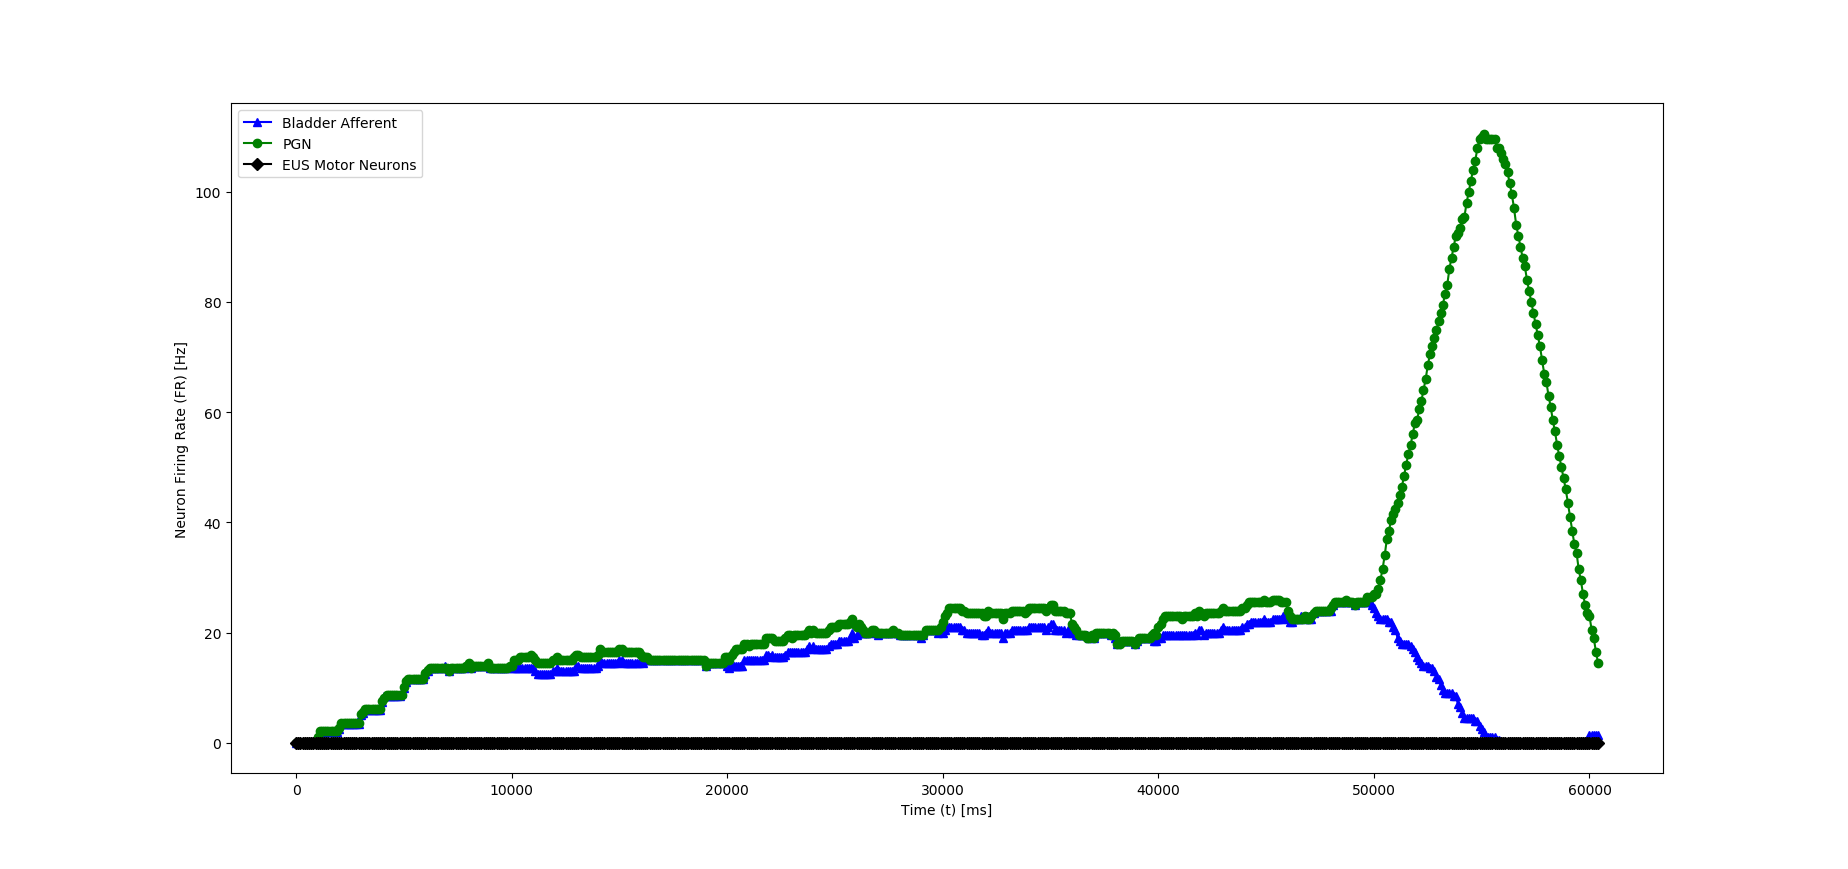 Bladder Afferent
PGN
EUS Motor Neurons
Neuron Firing Rate (FR) [Hz]
100
80
60
40
20
0
0 10000 20000 30000 40000 50000 60000
Time (t) [ms]